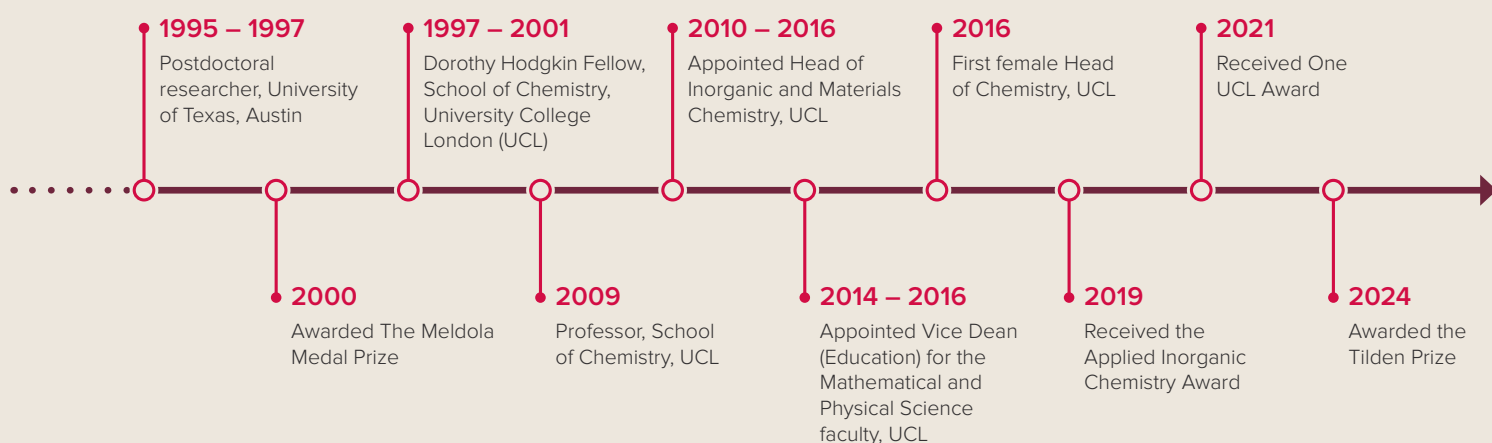 1995 – 1997
Postdoctoral
researcher, University
of Texas, Austin
1997 – 2001
Dorothy Hodgkin Fellow,
School of Chemistry,
University College
London (UCL)
2010 – 2016
Appointed Head of
Inorganic and Materials
Chemistry, UCL
2016
First female Head
of Chemistry, UCL
2021
Received One
UCL Award
2000
Awarded The Meldola
Medal Prize
2009
Professor, School
of Chemistry, UCL
2014 – 2016
Appointed Vice Dean
(Education) for the
Mathematical and
Physical Science
faculty, UCL
2019
Received the
Applied Inorganic
Chemistry Award
2024
Awarded the
Tilden Prize